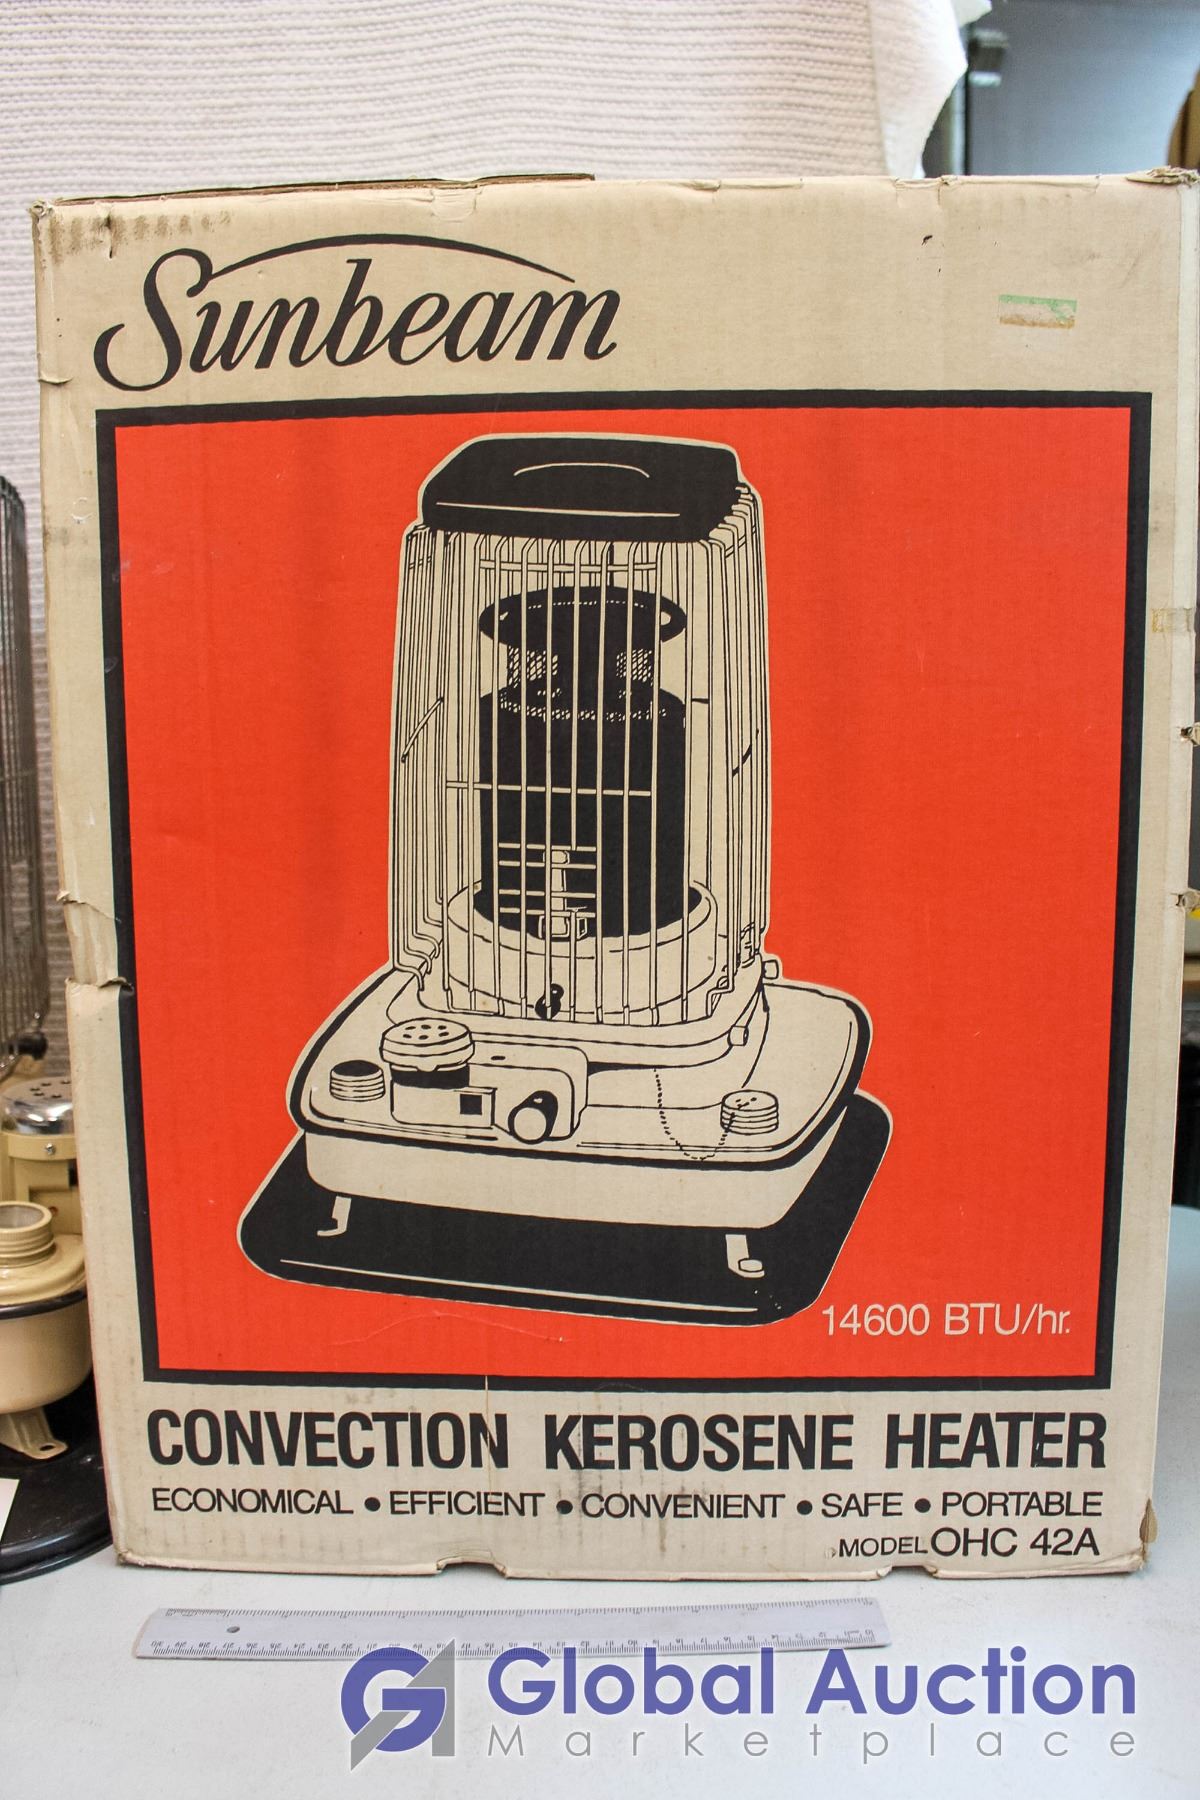 Sunbeam
14600 BTU/hr.
CONVECTION KEROSENE HEATER
ECONOMICAL • EFFICIENT • CONVENIENT • SAFE • PORTABLE
MODEL OHC 42A
Global Auction
Marketplace